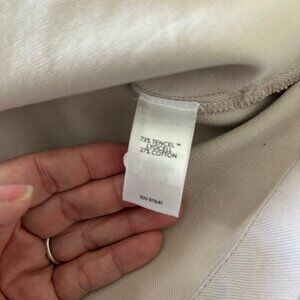 73% TENCEL™
LYOCELL
27% COTTON
RN 97641